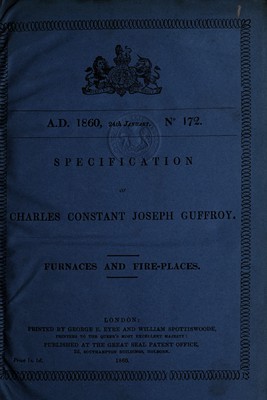 A.D. 1860, 24th JANUARY. Nº 172.
SPECIFICATION
OF
CHARLES CONSTANT JOSEPH GUFFROY.
FURNACES AND FIRE-PLACES.
LONDON:
PRINTED BY GEORGE E. EYRE AND WILLIAM SPOTTISWOODE,
PRINTERS TO THE QUEEN'S MOST EXCELLENT MAJESTY:
PUBLISHED AT THE GREAT SEAL PATENT OFFICE,
25, SOUTHAMPTON BUILDINGS, HOLBORN.
Price
1860.